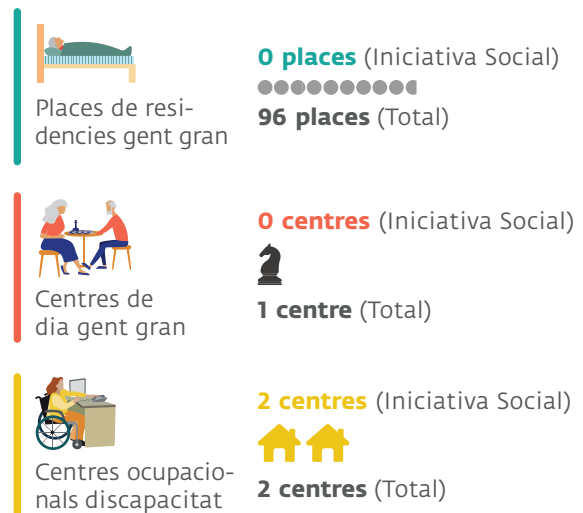 0 places (Iniciativa Social)
Places de resi-
dencies gent gran
96 places (Total)
0 centres (Iniciativa Social)
Centres de
dia gent gran
1 centre (Total)
2 centres (Iniciativa Social)
Centres ocupacio-
nals discapacitat
2 centres (Total)